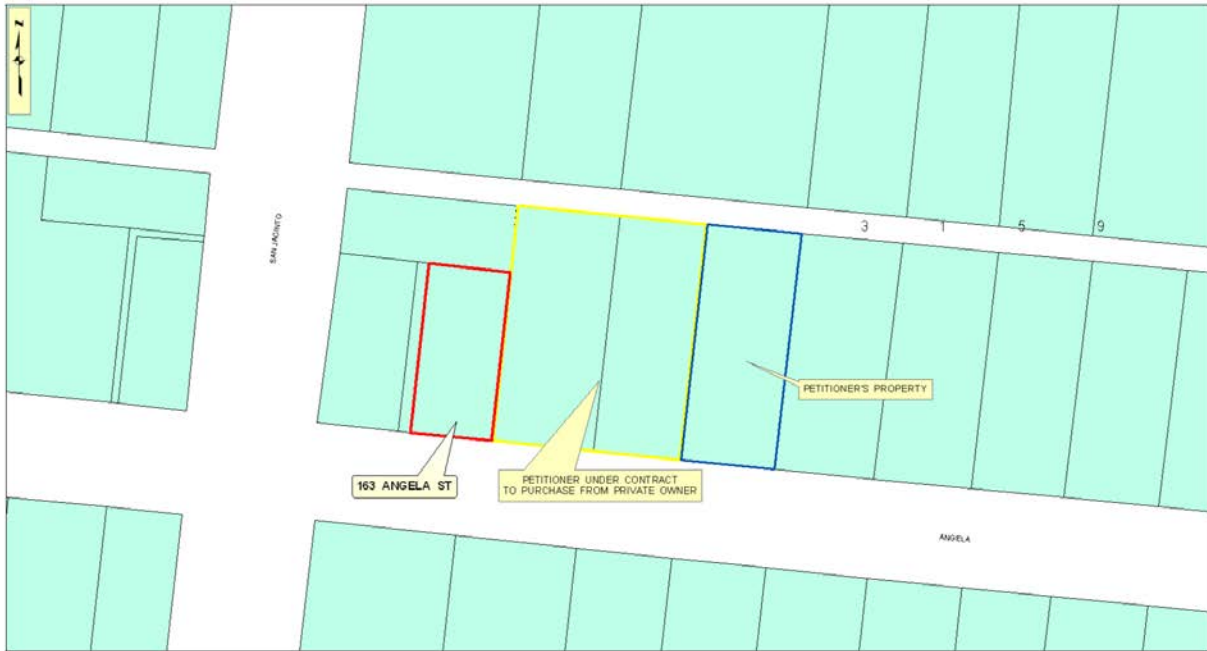 N
SAN JACINTO
3 1 5 9
PETITIONER'S PROPERTY
163 ANGELA ST
PETITIONER UNDER CONTRACT
TO PURCHASE FROM PRIVATE OWNER
ANGELA